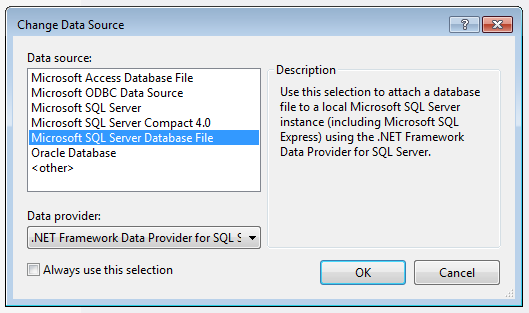 Change Data Source
Data source:
Microsoft Access Database File
Microsoft ODBC Data Source
Microsoft SQL Server
Microsoft SQL Server Compact 4.0
Microsoft SQL Server Database File
Oracle Database
<other>
Description
Use this selection to attach a database
file to a local Microsoft SQL Server
instance (including Microsoft SQL
Express) using the .NET Framework
Data Provider for SQL Server.
Data provider:
.NET Framework Data Provider for SQL S
Always use this selection
OK
Cancel